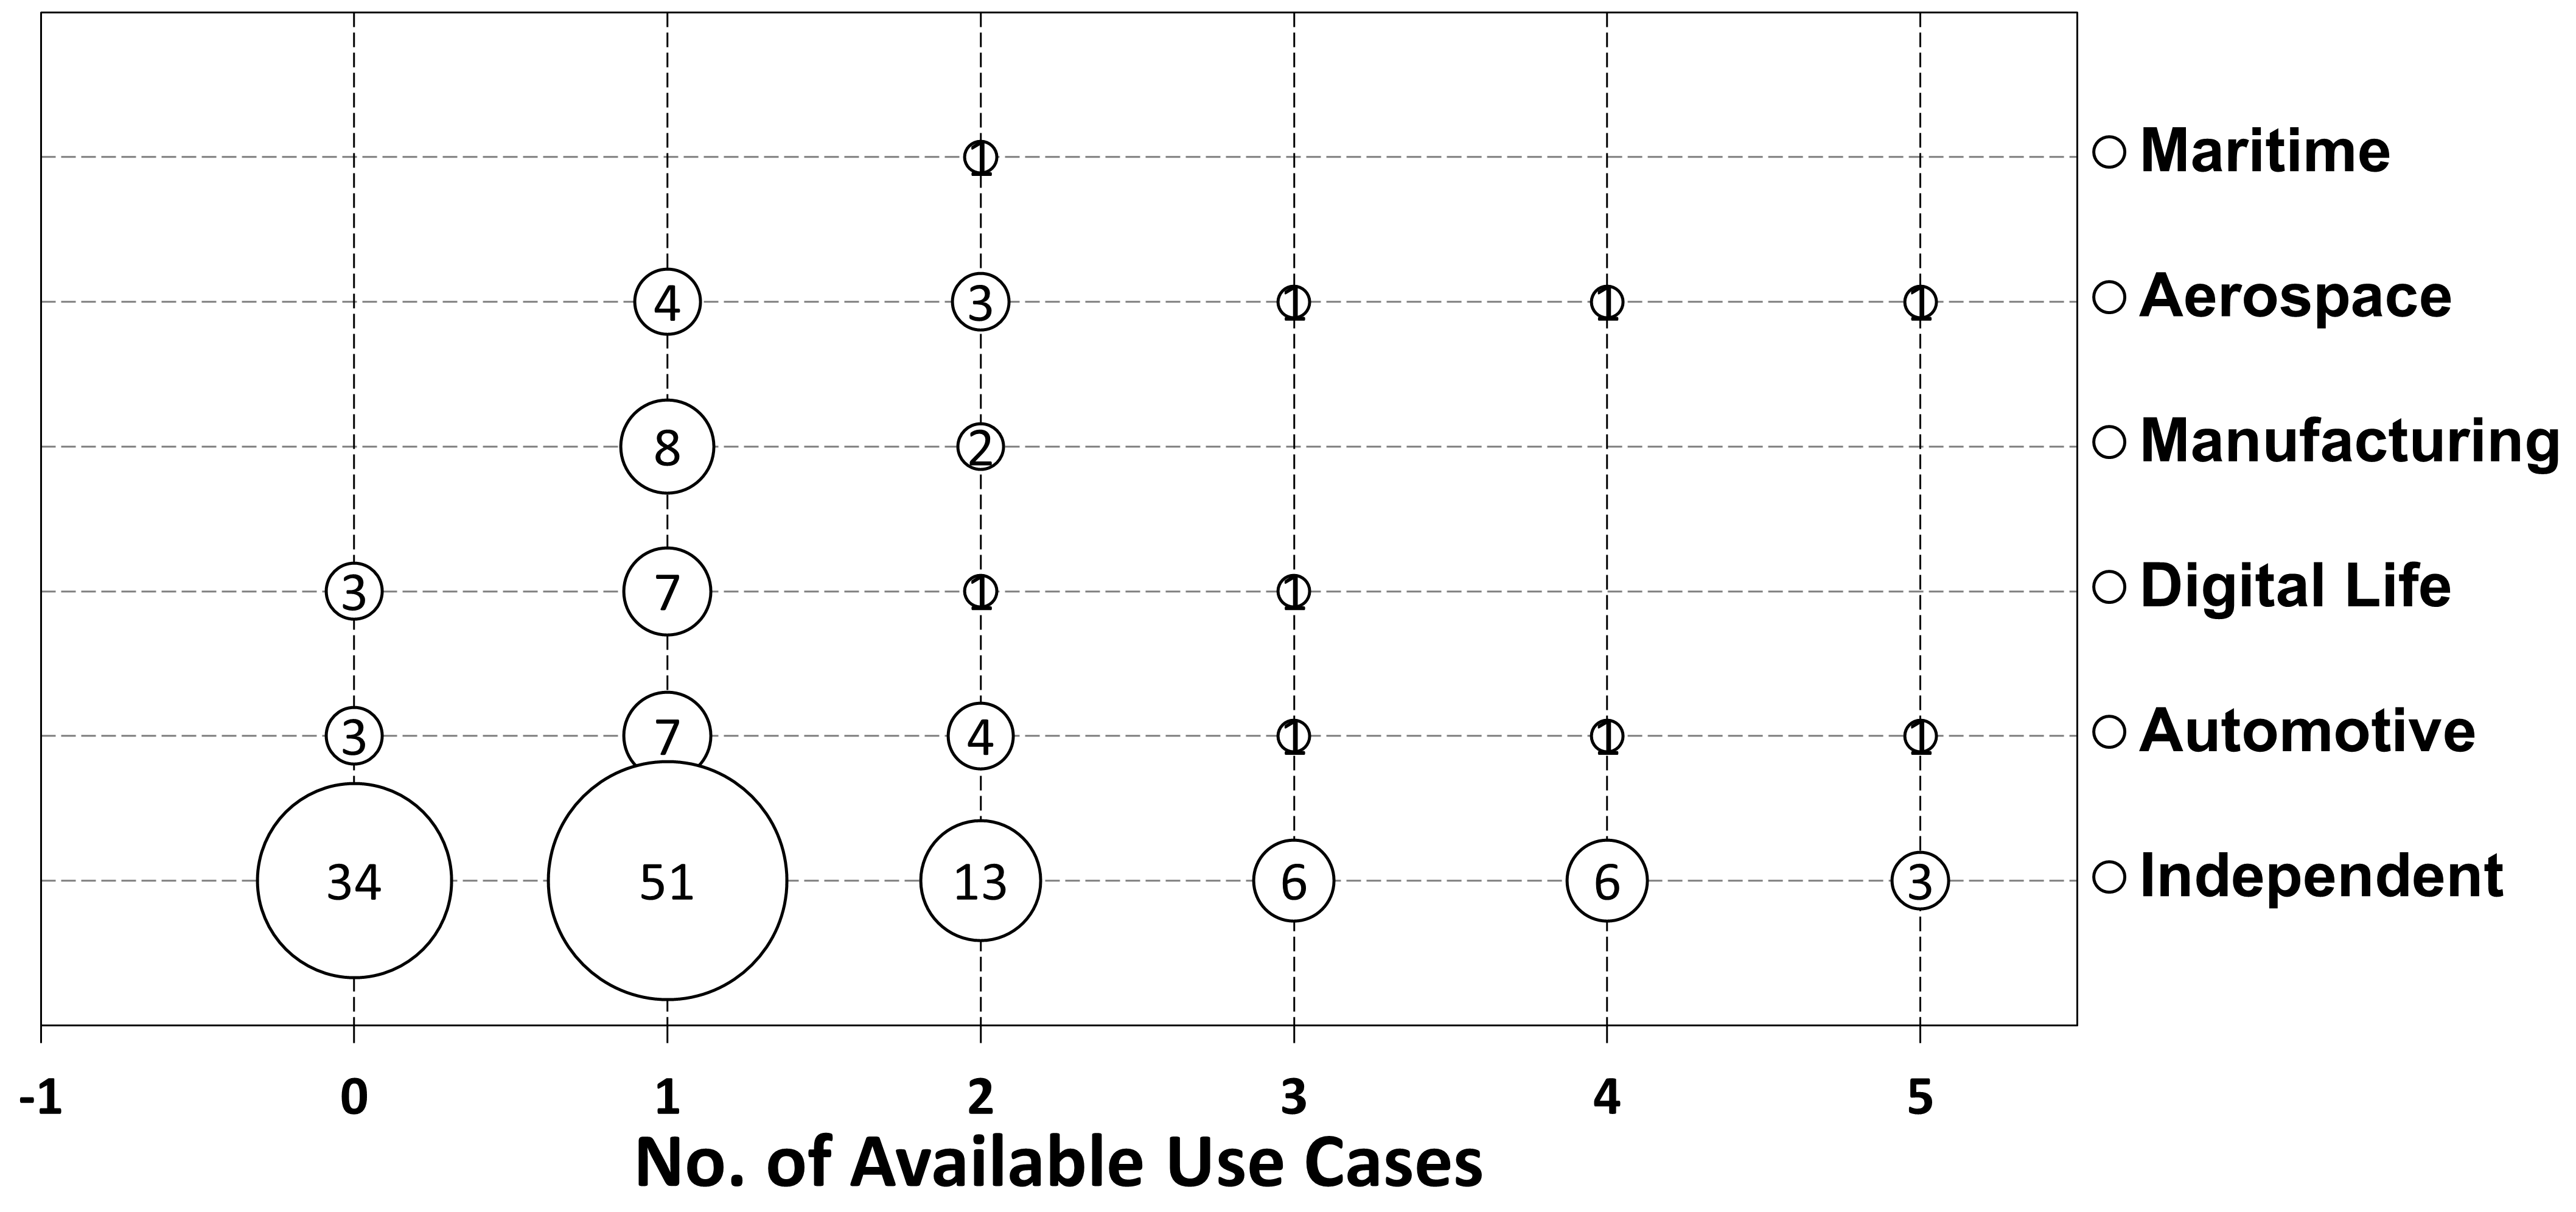 1 Maritime
4 3 1 1 1 Aerospace
8 2 Manufacturing
3 7 1 1 Digital Life
3 7 4 1 1 1 Automotive
34 51 13 6 6 3 Independent
-1 0 1 2 3 4 5
No. of Available Use Cases